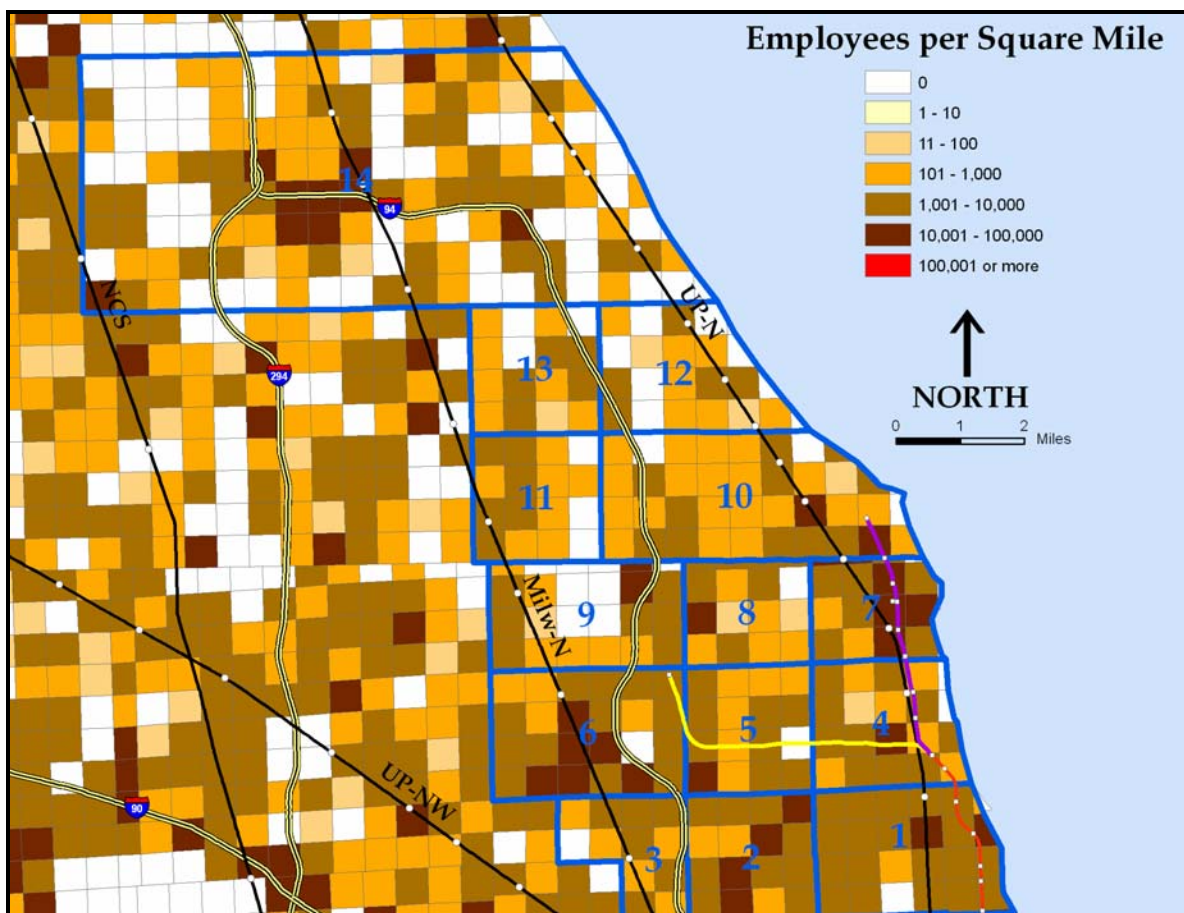 Employees per Square Mile
0
1 - 10
11 - 100
101 - 1,000
1,001 - 10,000
10,001 - 100,000
100,001 or more
NORTH
0 1 2 Miles
14
94
NCS
UP-N
294
13
12
11
10
Milw-N
9
8
7
6
5
4
UP-NW
90
3
2
1